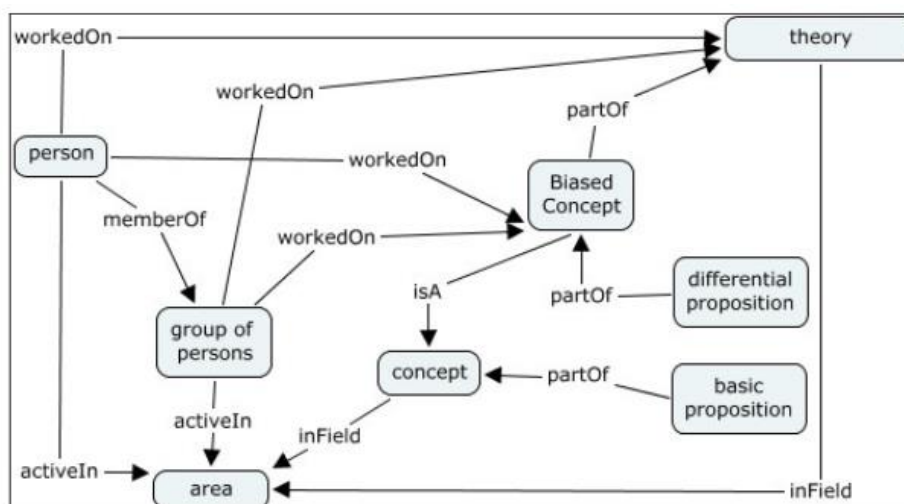 workedOn
theory
workedOn
partOf
person
workedOn
Biased
Concept
memberOf
workedOn
differential
proposition
isA
partOf
group of
persons
concept
partOf
basic
proposition
activeIn
inField
activeIn
area
inField